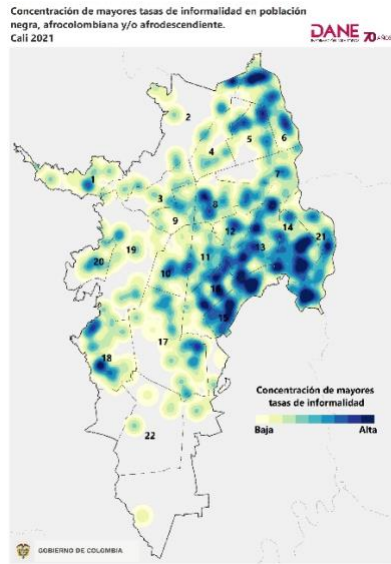 Concentración de mayores tasas de informalidad en población
negra, afrocolombiana y/o afrodescendiente.
Cali 2021
DANE
70 AÑOS
2
6
5
4
7
1
3
8
9
14
12
21
19
13
11
20
10
16
15
17
18
22
Concentración de mayores
tasas de informalidad
Baja
Alta
GOBIERNO DE COLOMBIA